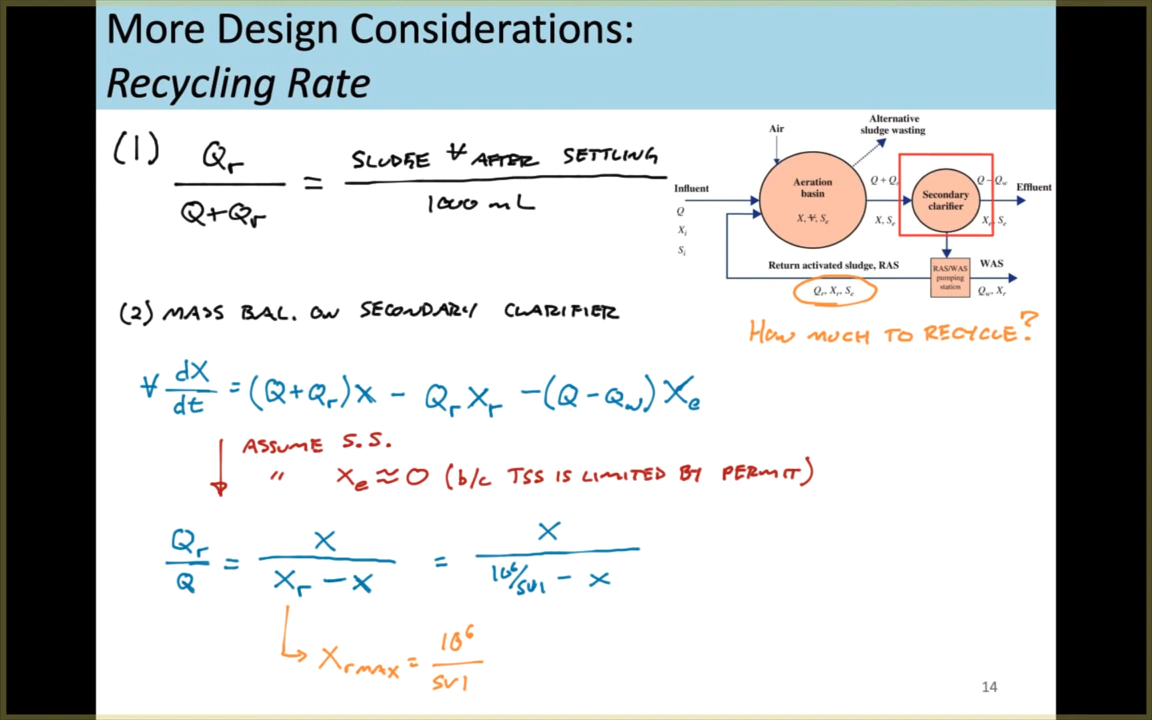 More Design Considerations:
Recycling Rate
(1) Qr / (Q+Qr) = SLUDGE V AFTER SETTLING / 1000 mL
Alternative
sludge wasting
Air
Influent
Q
Xi
Si
Aeration
basin
X, V, Se
Q + Qr
X, Se
Secondary
clarifier
Q − Qw
Effluent
Xe, Se
Return activated sludge, RAS
Qr, Xr, Se
RAS/WAS
pumping
station
WAS
Qw, Xr
HOW MUCH TO RECYCLE?
(2) MASS BAL. ON SECONDARY CLARIFIER
V dX/dt = (Q+Qr)X - QrXr - (Q-Qw)Xe
ASSUME S.S.
" Xe ≈ 0 (b/c TSS IS LIMITED BY PERMIT)
Qr/Q = X / (Xr - X) = X / (10⁶/SVI - X)
Xrmax = 10⁶/SVI
14